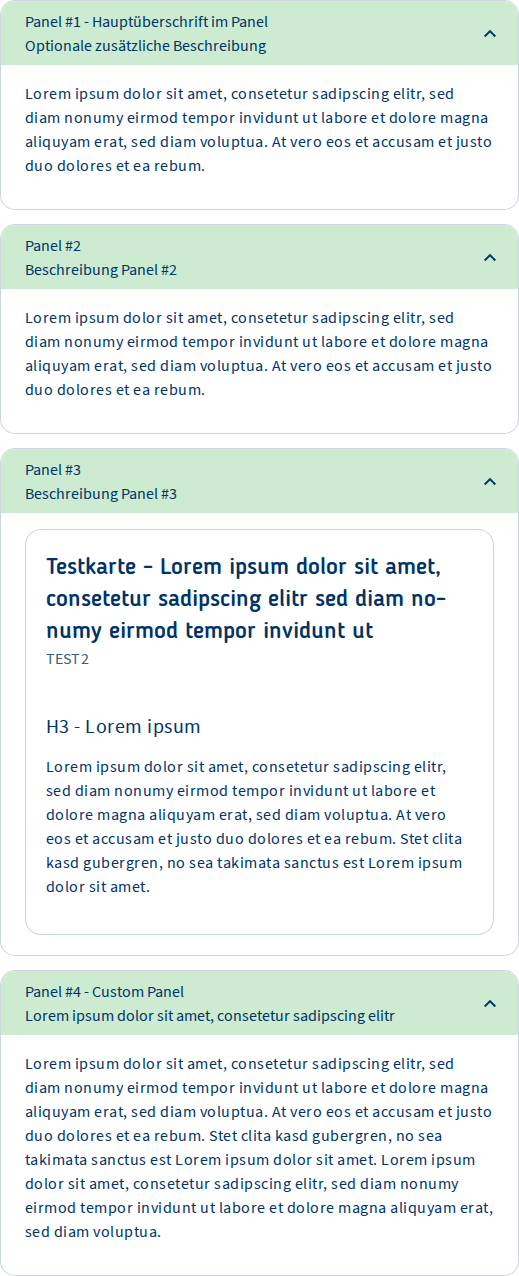 Panel #1 - Hauptüberschrift im Panel
Optionale zusätzliche Beschreibung
Lorem ipsum dolor sit amet, consetetur sadipscing elitr, sed
diam nonumy eirmod tempor invidunt ut labore et dolore magna
aliquyam erat, sed diam voluptua. At vero eos et accusam et justo
duo dolores et ea rebum.
Panel #2
Beschreibung Panel #2
Lorem ipsum dolor sit amet, consetetur sadipscing elitr, sed
diam nonumy eirmod tempor invidunt ut labore et dolore magna
aliquyam erat, sed diam voluptua. At vero eos et accusam et justo
duo dolores et ea rebum.
Panel #3
Beschreibung Panel #3
Testkarte - Lorem ipsum dolor sit amet,
consetetur sadipscing elitr sed diam no-
numy eirmod tempor invidunt ut
TEST2
H3 - Lorem ipsum
Lorem ipsum dolor sit amet, consetetur sadipscing elitr,
sed diam nonumy eirmod tempor invidunt ut labore et
dolore magna aliquyam erat, sed diam voluptua. At vero
eos et accusam et justo duo dolores et ea rebum. Stet clita
kasd gubergren, no sea takimata sanctus est Lorem ipsum
dolor sit amet.
Panel #4 - Custom Panel
Lorem ipsum dolor sit amet, consetetur sadipscing elitr
Lorem ipsum dolor sit amet, consetetur sadipscing elitr, sed
diam nonumy eirmod tempor invidunt ut labore et dolore magna
aliquyam erat, sed diam voluptua. At vero eos et accusam et justo
duo dolores et ea rebum. Stet clita kasd gubergren, no sea
takimata sanctus est Lorem ipsum dolor sit amet. Lorem ipsum
dolor sit amet, consetetur sadipscing elitr, sed diam nonumy
eirmod tempor invidunt ut labore et dolore magna aliquyam erat,
sed diam voluptua.